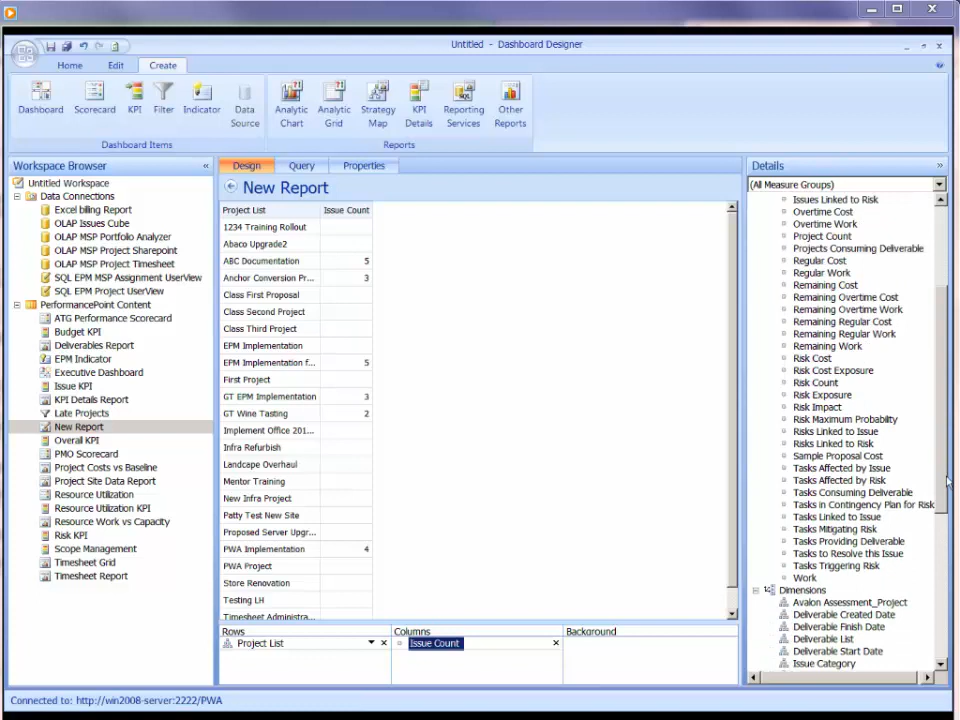 Untitled - Dashboard Designer
Home Edit Create
Dashboard Scorecard KPI Filter Indicator Data Source Analytic Chart Analytic Grid Strategy Map KPI Details Reporting Services Other Reports
Dashboard Items Reports
Workspace Browser «
Untitled Workspace
Data Connections
Excel billing Report
OLAP Issues Cube
OLAP MSP Portfolio Analyzer
OLAP MSP Project Sharepoint
OLAP MSP Project Timesheet
SQL EPM MSP Assignment UserView
SQL EPM Project UserView
PerformancePoint Content
ATG Performance Scorecard
Budget KPI
Deliverables Report
EPM Indicator
Executive Dashboard
Issue KPI
KPI Details Report
Late Projects
New Report
Overall KPI
PMO Scorecard
Project Costs vs Baseline
Project Site Data Report
Resource Utilization
Resource Utilization KPI
Resource Work vs Capacity
Risk KPI
Scope Management
Timesheet Grid
Timesheet Report
Design Query Properties
New Report
Project List Issue Count
1234 Training Rollout
Abaco Upgrade2
ABC Documentation 5
Anchor Conversion Pr... 3
Class First Proposal
Class Second Project
Class Third Project
EPM Implementation
EPM Implementation f... 5
First Project
GT EPM Implementation 3
GT Wine Tasting 2
Implement Office 201...
Infra Refurbish
Landcape Overhaul
Mentor Training
New Infra Project
Patty Test New Site
Proposed Server Upgr...
PWA Implementation 4
PWA Project
Store Renovation
Testing LH
Timesheet Administra...
Rows Columns Background
Project List Issue Count
Details »
(All Measure Groups)
Issues Linked to Risk
Overtime Cost
Overtime Work
Project Count
Projects Consuming Deliverable
Regular Cost
Regular Work
Remaining Cost
Remaining Overtime Cost
Remaining Overtime Work
Remaining Regular Cost
Remaining Regular Work
Remaining Work
Risk Cost
Risk Cost Exposure
Risk Count
Risk Exposure
Risk Impact
Risk Maximum Probability
Risks Linked to Issue
Risks Linked to Risk
Sample Proposal Cost
Tasks Affected by Issue
Tasks Affected by Risk
Tasks Consuming Deliverable
Tasks in Contingency Plan for Risk
Tasks Linked to Issue
Tasks Mitigating Risk
Tasks Providing Deliverable
Tasks to Resolve this Issue
Tasks Triggering Risk
Work
Dimensions
Avalon Assessment_Project
Deliverable Created Date
Deliverable Finish Date
Deliverable List
Deliverable Start Date
Issue Category
Connected to: http://win2008-server:2222/PWA